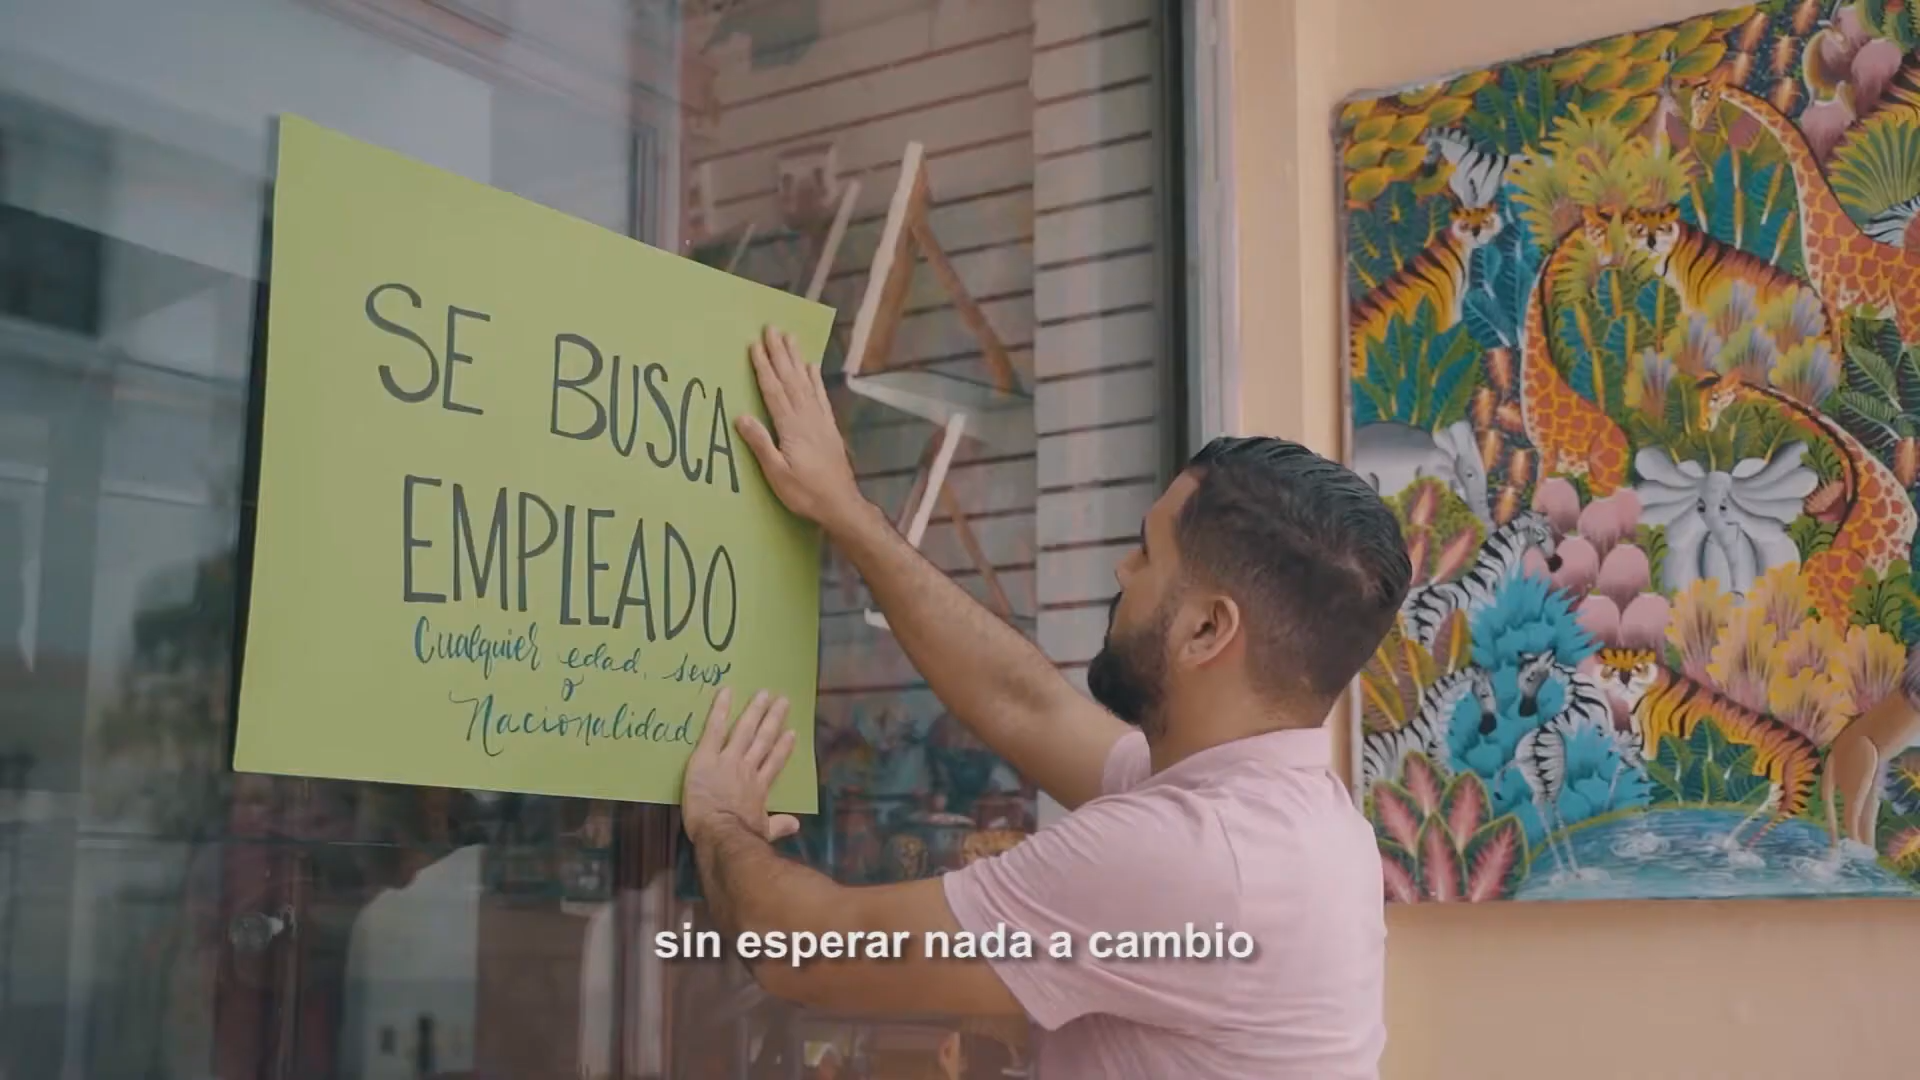 SE BUSCA
EMPLEADO
Cualquier edad, sexo
o
Nacionalidad
sin esperar nada a cambio